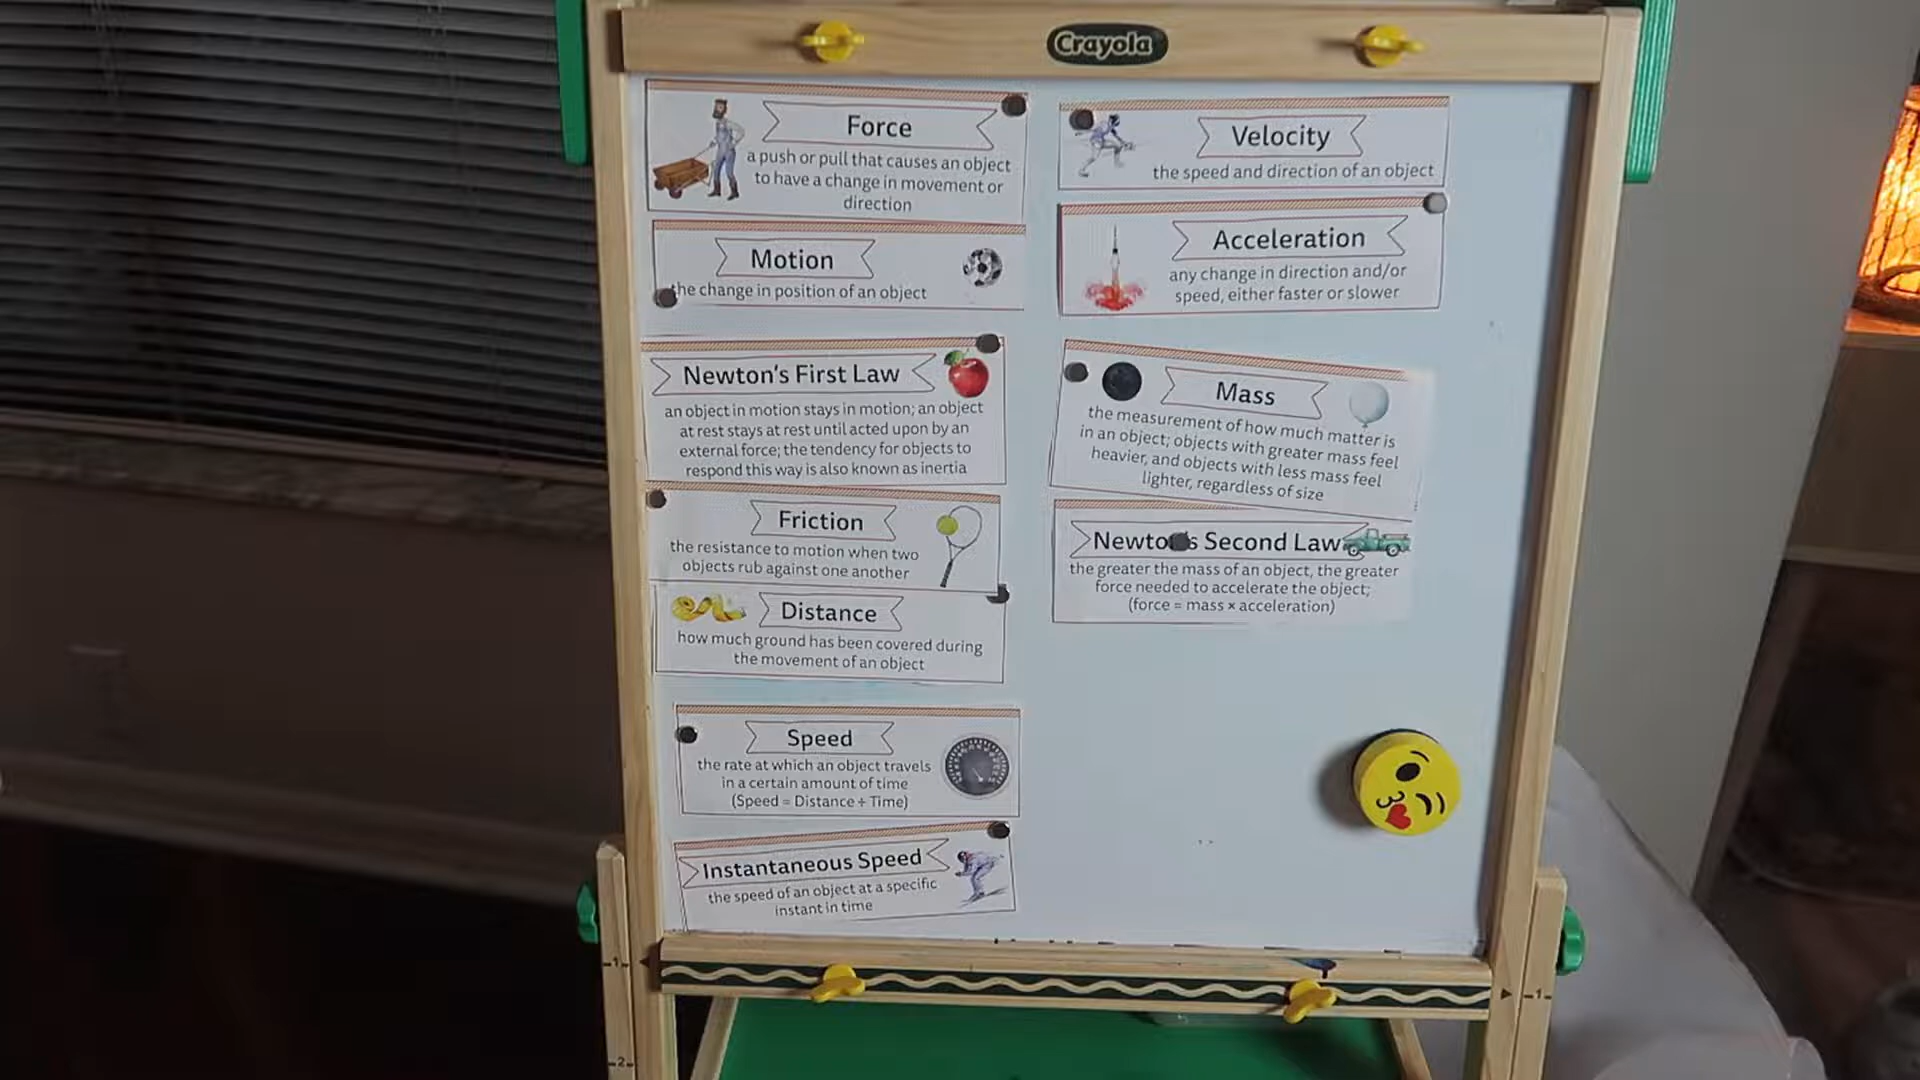 Crayola
Force
a push or pull that causes an object
to have a change in movement or
direction
Motion
the change in position of an object
Newton's First Law
an object in motion stays in motion; an object
at rest stays at rest until acted upon by an
external force; the tendency for objects to
respond this way is also known as inertia
Friction
the resistance to motion when two
objects rub against one another
Distance
how much ground has been covered during
the movement of an object
Speed
the rate at which an object travels
in a certain amount of time
(Speed = Distance ÷ Time)
Instantaneous Speed
the speed of an object at a specific
instant in time
Velocity
the speed and direction of an object
Acceleration
any change in direction and/or
speed, either faster or slower
Mass
the measurement of how much matter is
in an object; objects with greater mass feel
heavier, and objects with less mass feel
lighter, regardless of size
Newton's Second Law
the greater the mass of an object, the greater
force needed to accelerate the object;
(force = mass × acceleration)
1
2
1